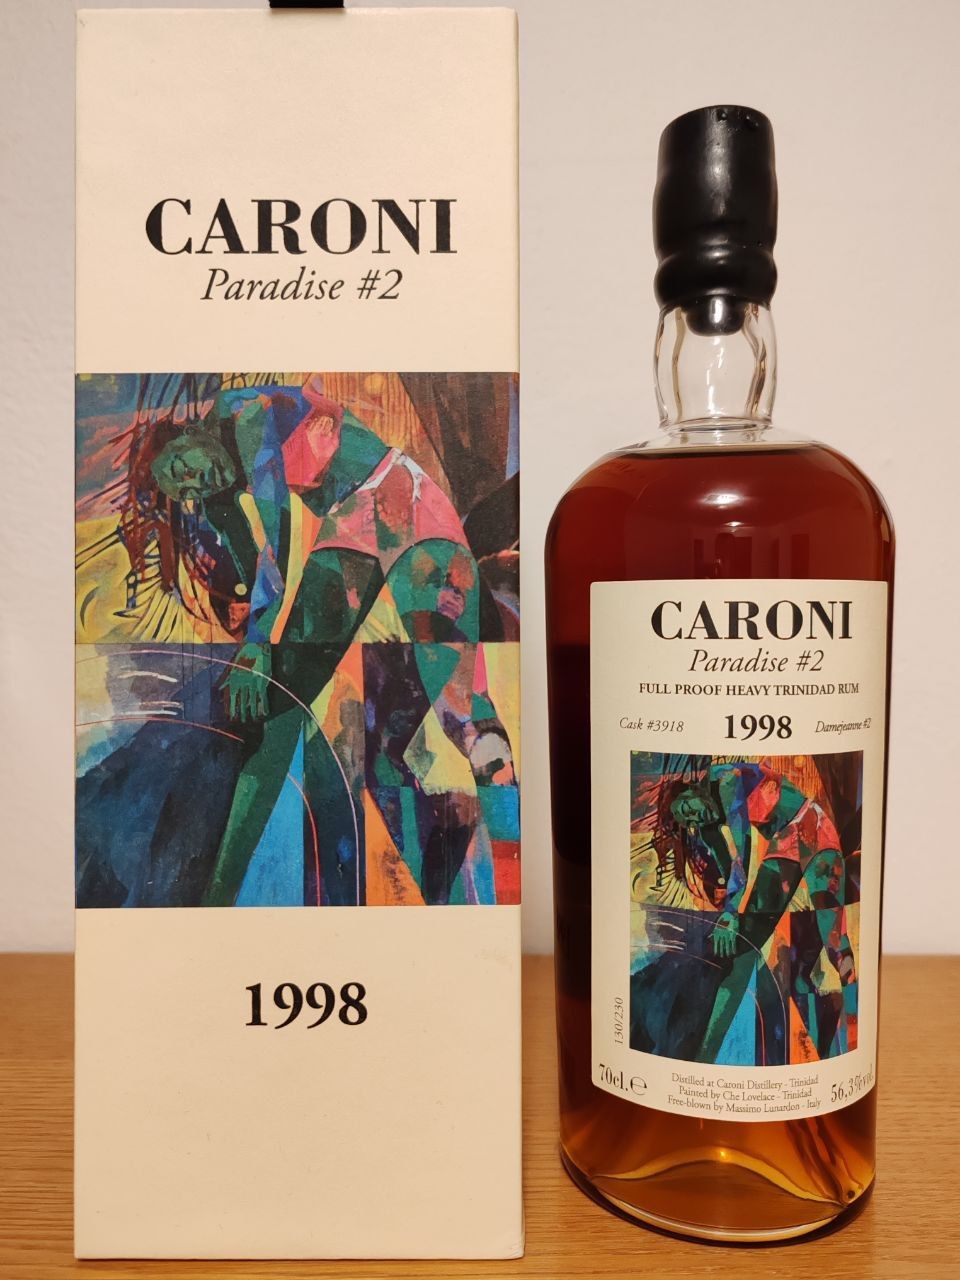 CARONI
Paradise #2
1998
CARONI
Paradise #2
FULL PROOF HEAVY TRINIDAD RUM
Cask #3918 1998 Damejeanne #2
130/230
70cl. ℮ 56,3%vol.
Distilled at Caroni Distillery - Trinidad
Painted by Che Lovelace - Trinidad
Free-blown by Massimo Lunardon - Italy